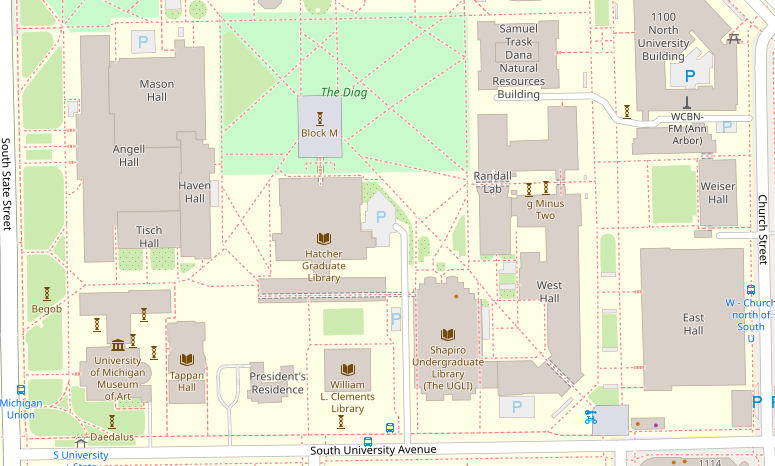 Samuel
Trask
Dana
Natural
Resources
Building
1100
North
University
Building
P
P
Mason
Hall
The Diag
Block M
WCBN-
FM (Ann
Arbor)
P
Angell
Hall
Haven
Hall
Randall
Lab
g Minus
Two
Weiser
Hall
South State Street
Church Street
P
Tisch
Hall
Hatcher
Graduate
Library
West
Hall
Begob
W - Church
north of
South
U
P
East
Hall
University
of Michigan
Museum
of Art
Tappan
Hall
President's
Residence
William
L. Clements
Library
Shapiro
Undergraduate
Library
(The UGLI)
Michigan
Union
P
P
Daedalus
S University
South University Avenue
1114